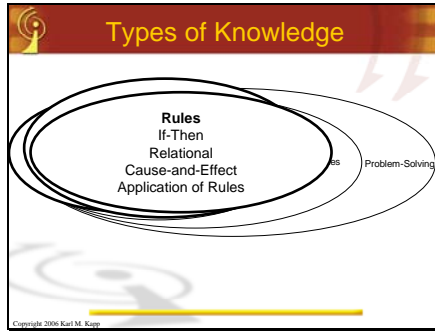 Types of Knowledge
Rules
If-Then
Relational
Cause-and-Effect
Application of Rules
Problem-Solving
Copyright 2006 Karl M. Kapp